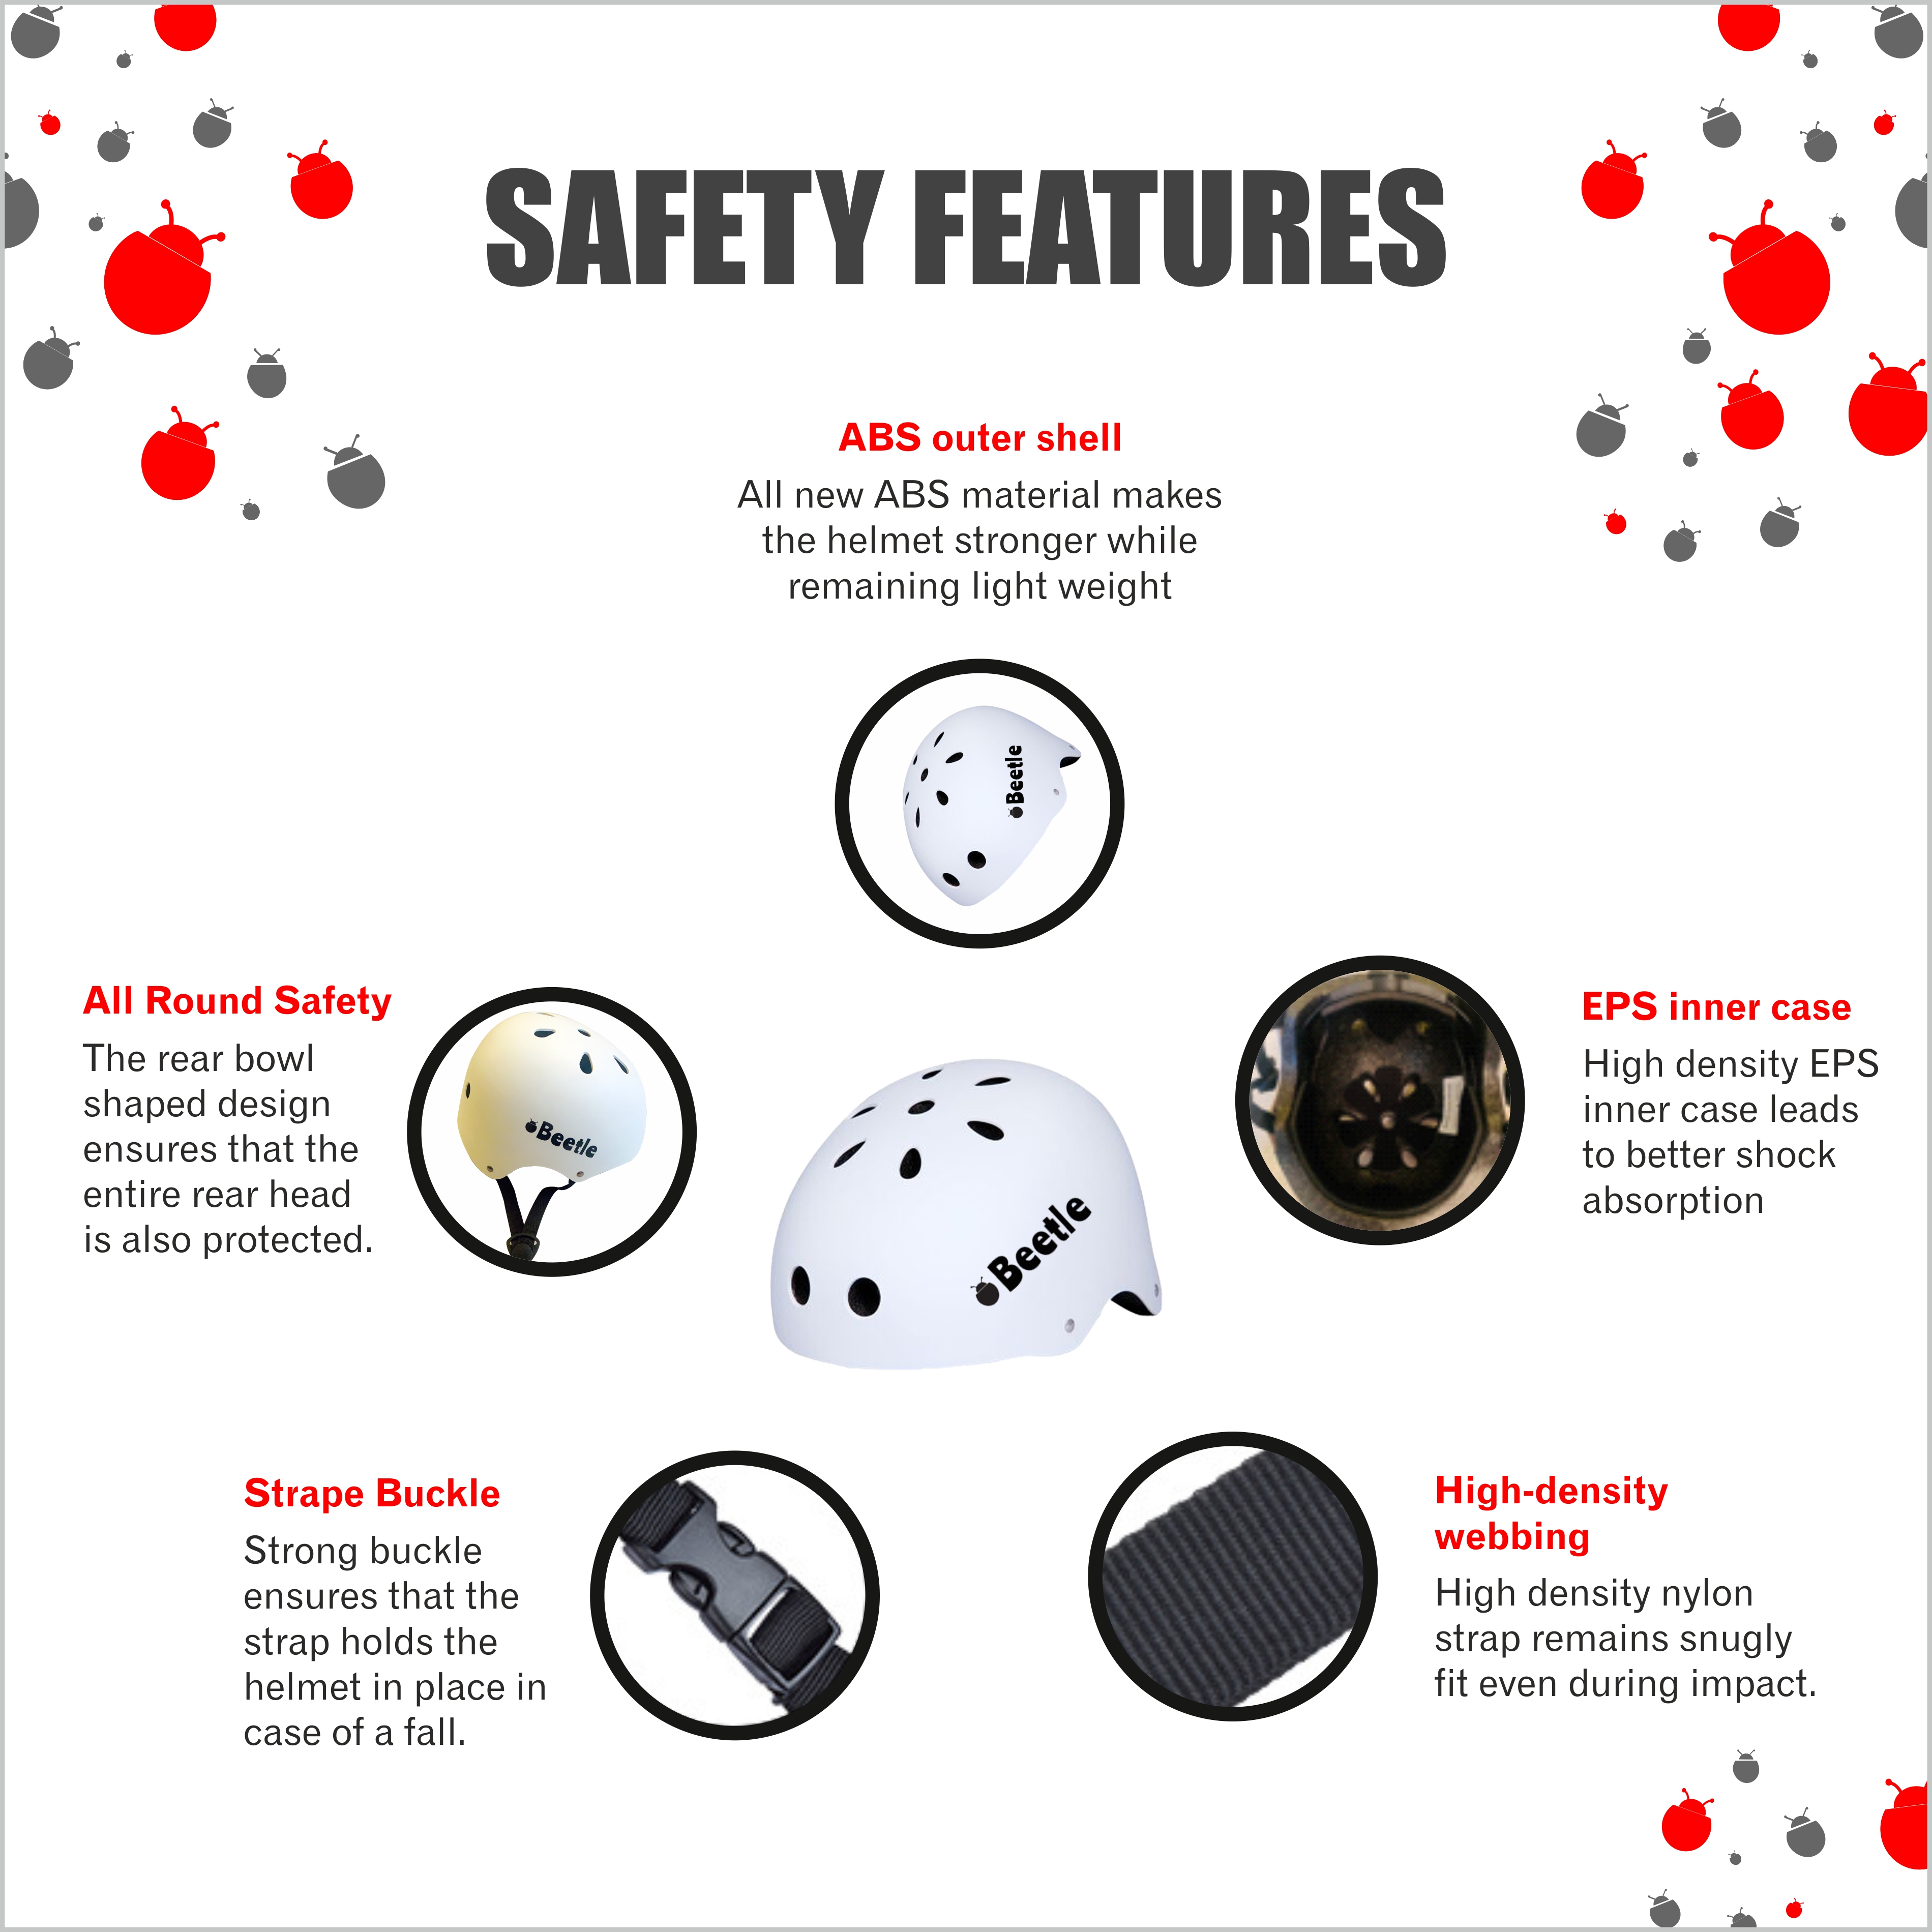 SAFETY FEATURES
ABS outer shell
All new ABS material makes
the helmet stronger while
remaining light weight
Beetle
All Round Safety
The rear bowl
shaped design
ensures that the
entire rear head
is also protected.
Beetle
EPS inner case
High density EPS
inner case leads
to better shock
absorption
Beetle
Strape Buckle
Strong buckle
ensures that the
strap holds the
helmet in place in
case of a fall.
High-density
webbing
High density nylon
strap remains snugly
fit even during impact.